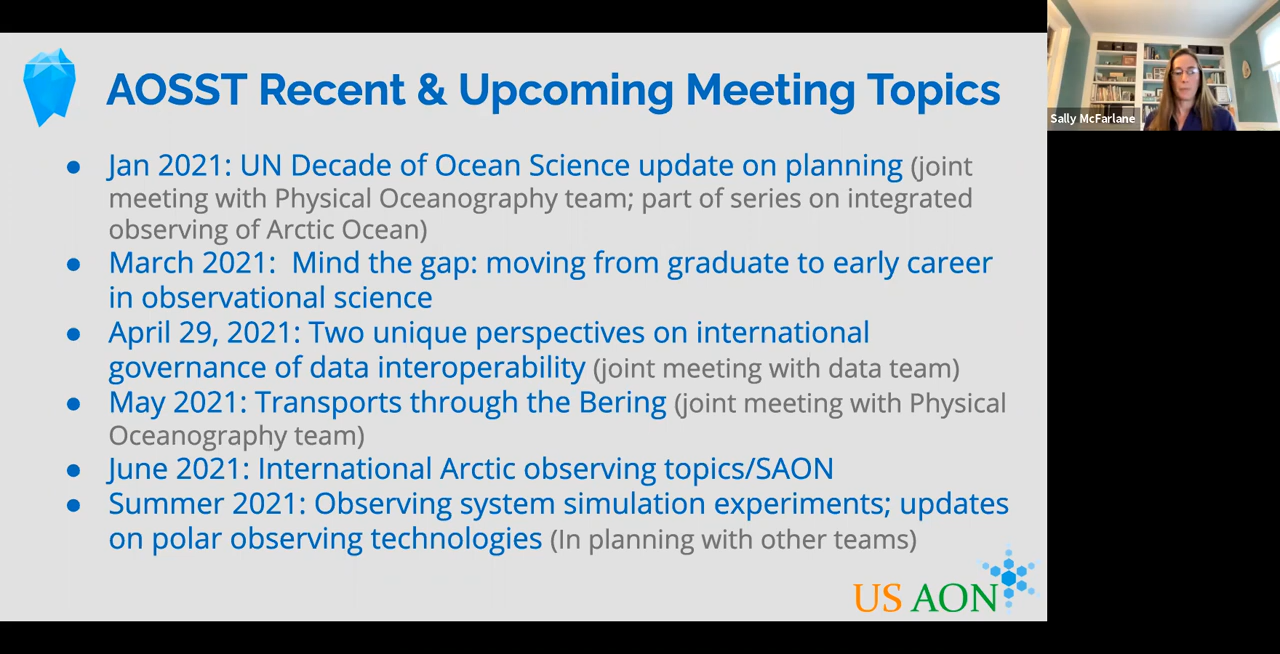 AOSST Recent & Upcoming Meeting Topics
Sally McFarlane
● Jan 2021: UN Decade of Ocean Science update on planning (joint
meeting with Physical Oceanography team; part of series on integrated
observing of Arctic Ocean)
● March 2021:  Mind the gap: moving from graduate to early career
in observational science
● April 29, 2021: Two unique perspectives on international
governance of data interoperability (joint meeting with data team)
● May 2021: Transports through the Bering (joint meeting with Physical
Oceanography team)
● June 2021: International Arctic observing topics/SAON
● Summer 2021: Observing system simulation experiments; updates
on polar observing technologies (In planning with other teams)
US AON